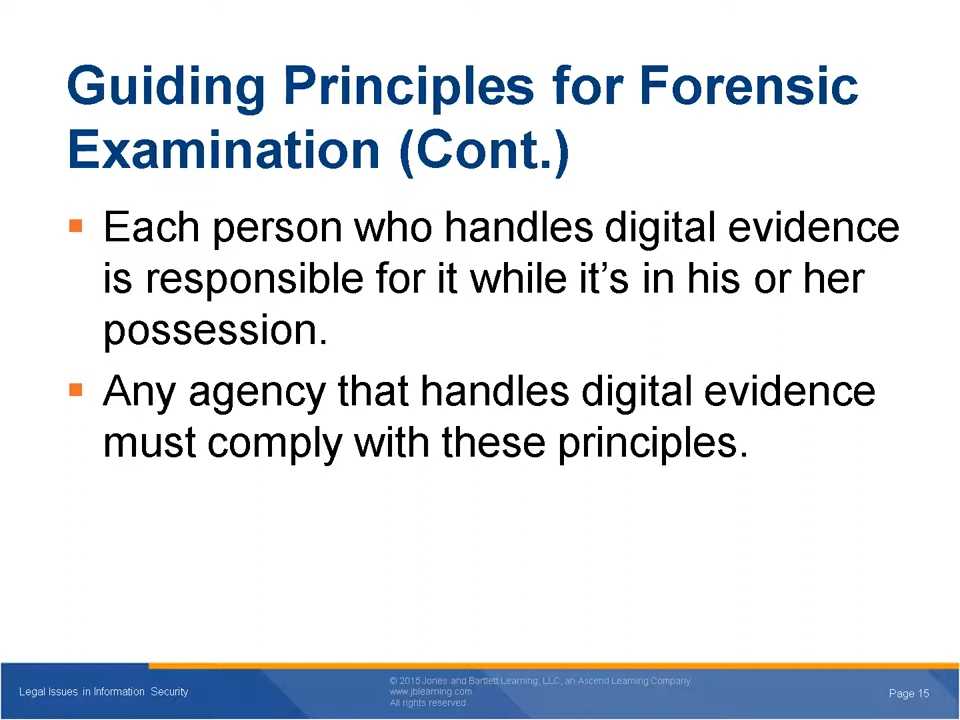 Guiding Principles for Forensic
Examination (Cont.)
▪ Each person who handles digital evidence
is responsible for it while it’s in his or her
possession.
▪ Any agency that handles digital evidence
must comply with these principles.
Legal Issues in Information Security
© 2015 Jones and Bartlett Learning, LLC, an Ascend Learning Company
www.jblearning.com
All rights reserved.
Page 15